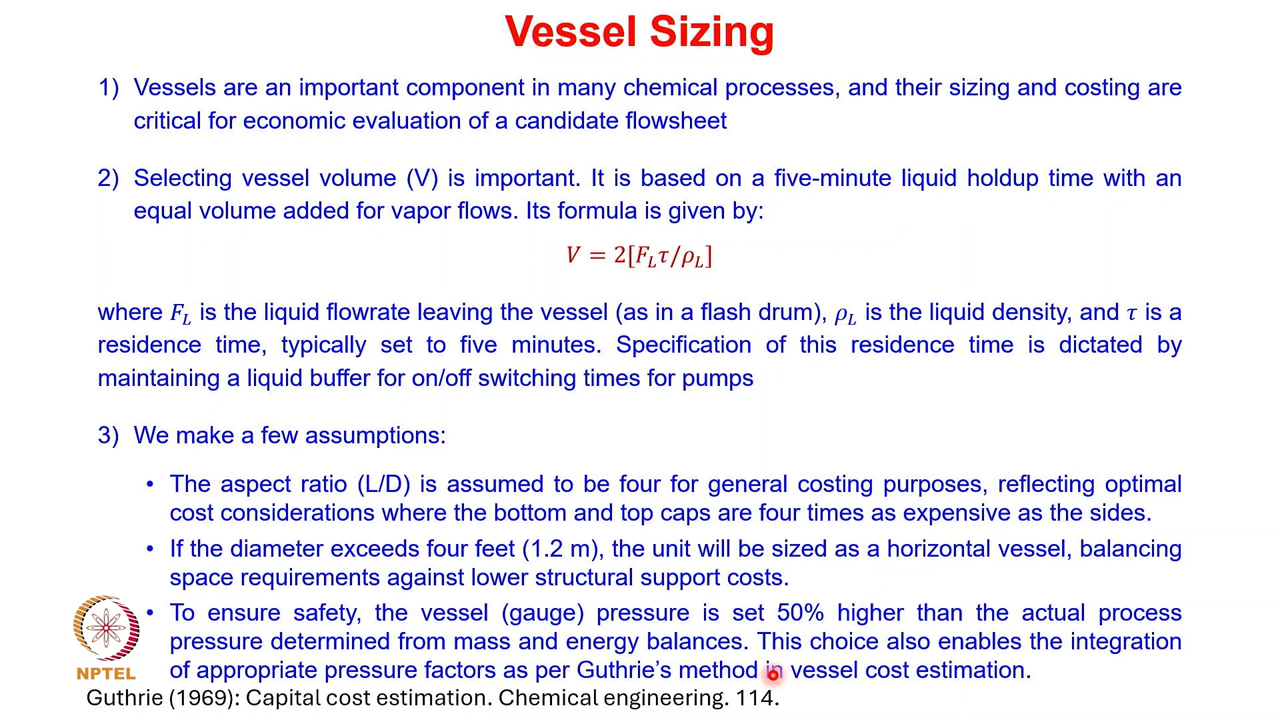 Vessel Sizing
1) Vessels are an important component in many chemical processes, and their sizing and costing are
critical for economic evaluation of a candidate flowsheet
2) Selecting vessel volume (V) is important. It is based on a five-minute liquid holdup time with an
equal volume added for vapor flows. Its formula is given by:
V = 2[F_L τ/ρ_L]
where F_L is the liquid flowrate leaving the vessel (as in a flash drum), ρ_L is the liquid density, and τ is a
residence time, typically set to five minutes. Specification of this residence time is dictated by
maintaining a liquid buffer for on/off switching times for pumps
3) We make a few assumptions:
• The aspect ratio (L/D) is assumed to be four for general costing purposes, reflecting optimal
cost considerations where the bottom and top caps are four times as expensive as the sides.
• If the diameter exceeds four feet (1.2 m), the unit will be sized as a horizontal vessel, balancing
space requirements against lower structural support costs.
• To ensure safety, the vessel (gauge) pressure is set 50% higher than the actual process
pressure determined from mass and energy balances. This choice also enables the integration
of appropriate pressure factors as per Guthrie's method in vessel cost estimation.
NPTEL
Guthrie (1969): Capital cost estimation. Chemical engineering. 114.